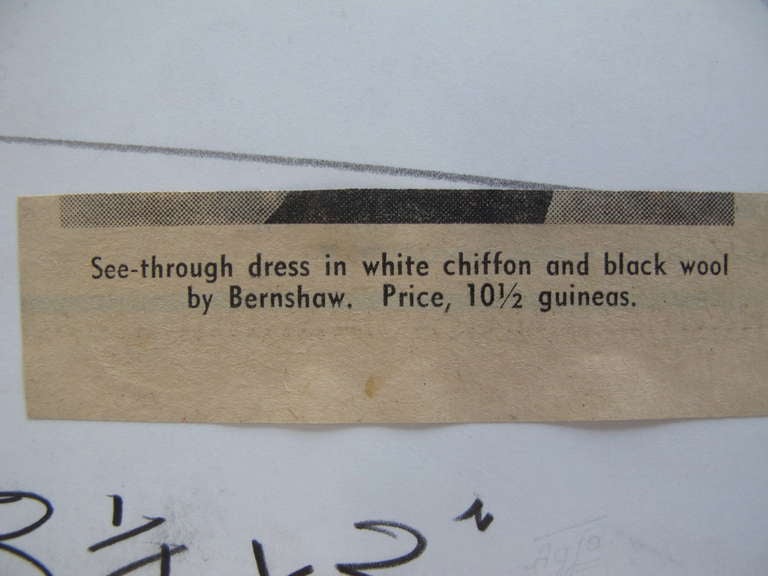 See-through dress in white chiffon and black wool
by Bernshaw. Price, 10½ guineas.